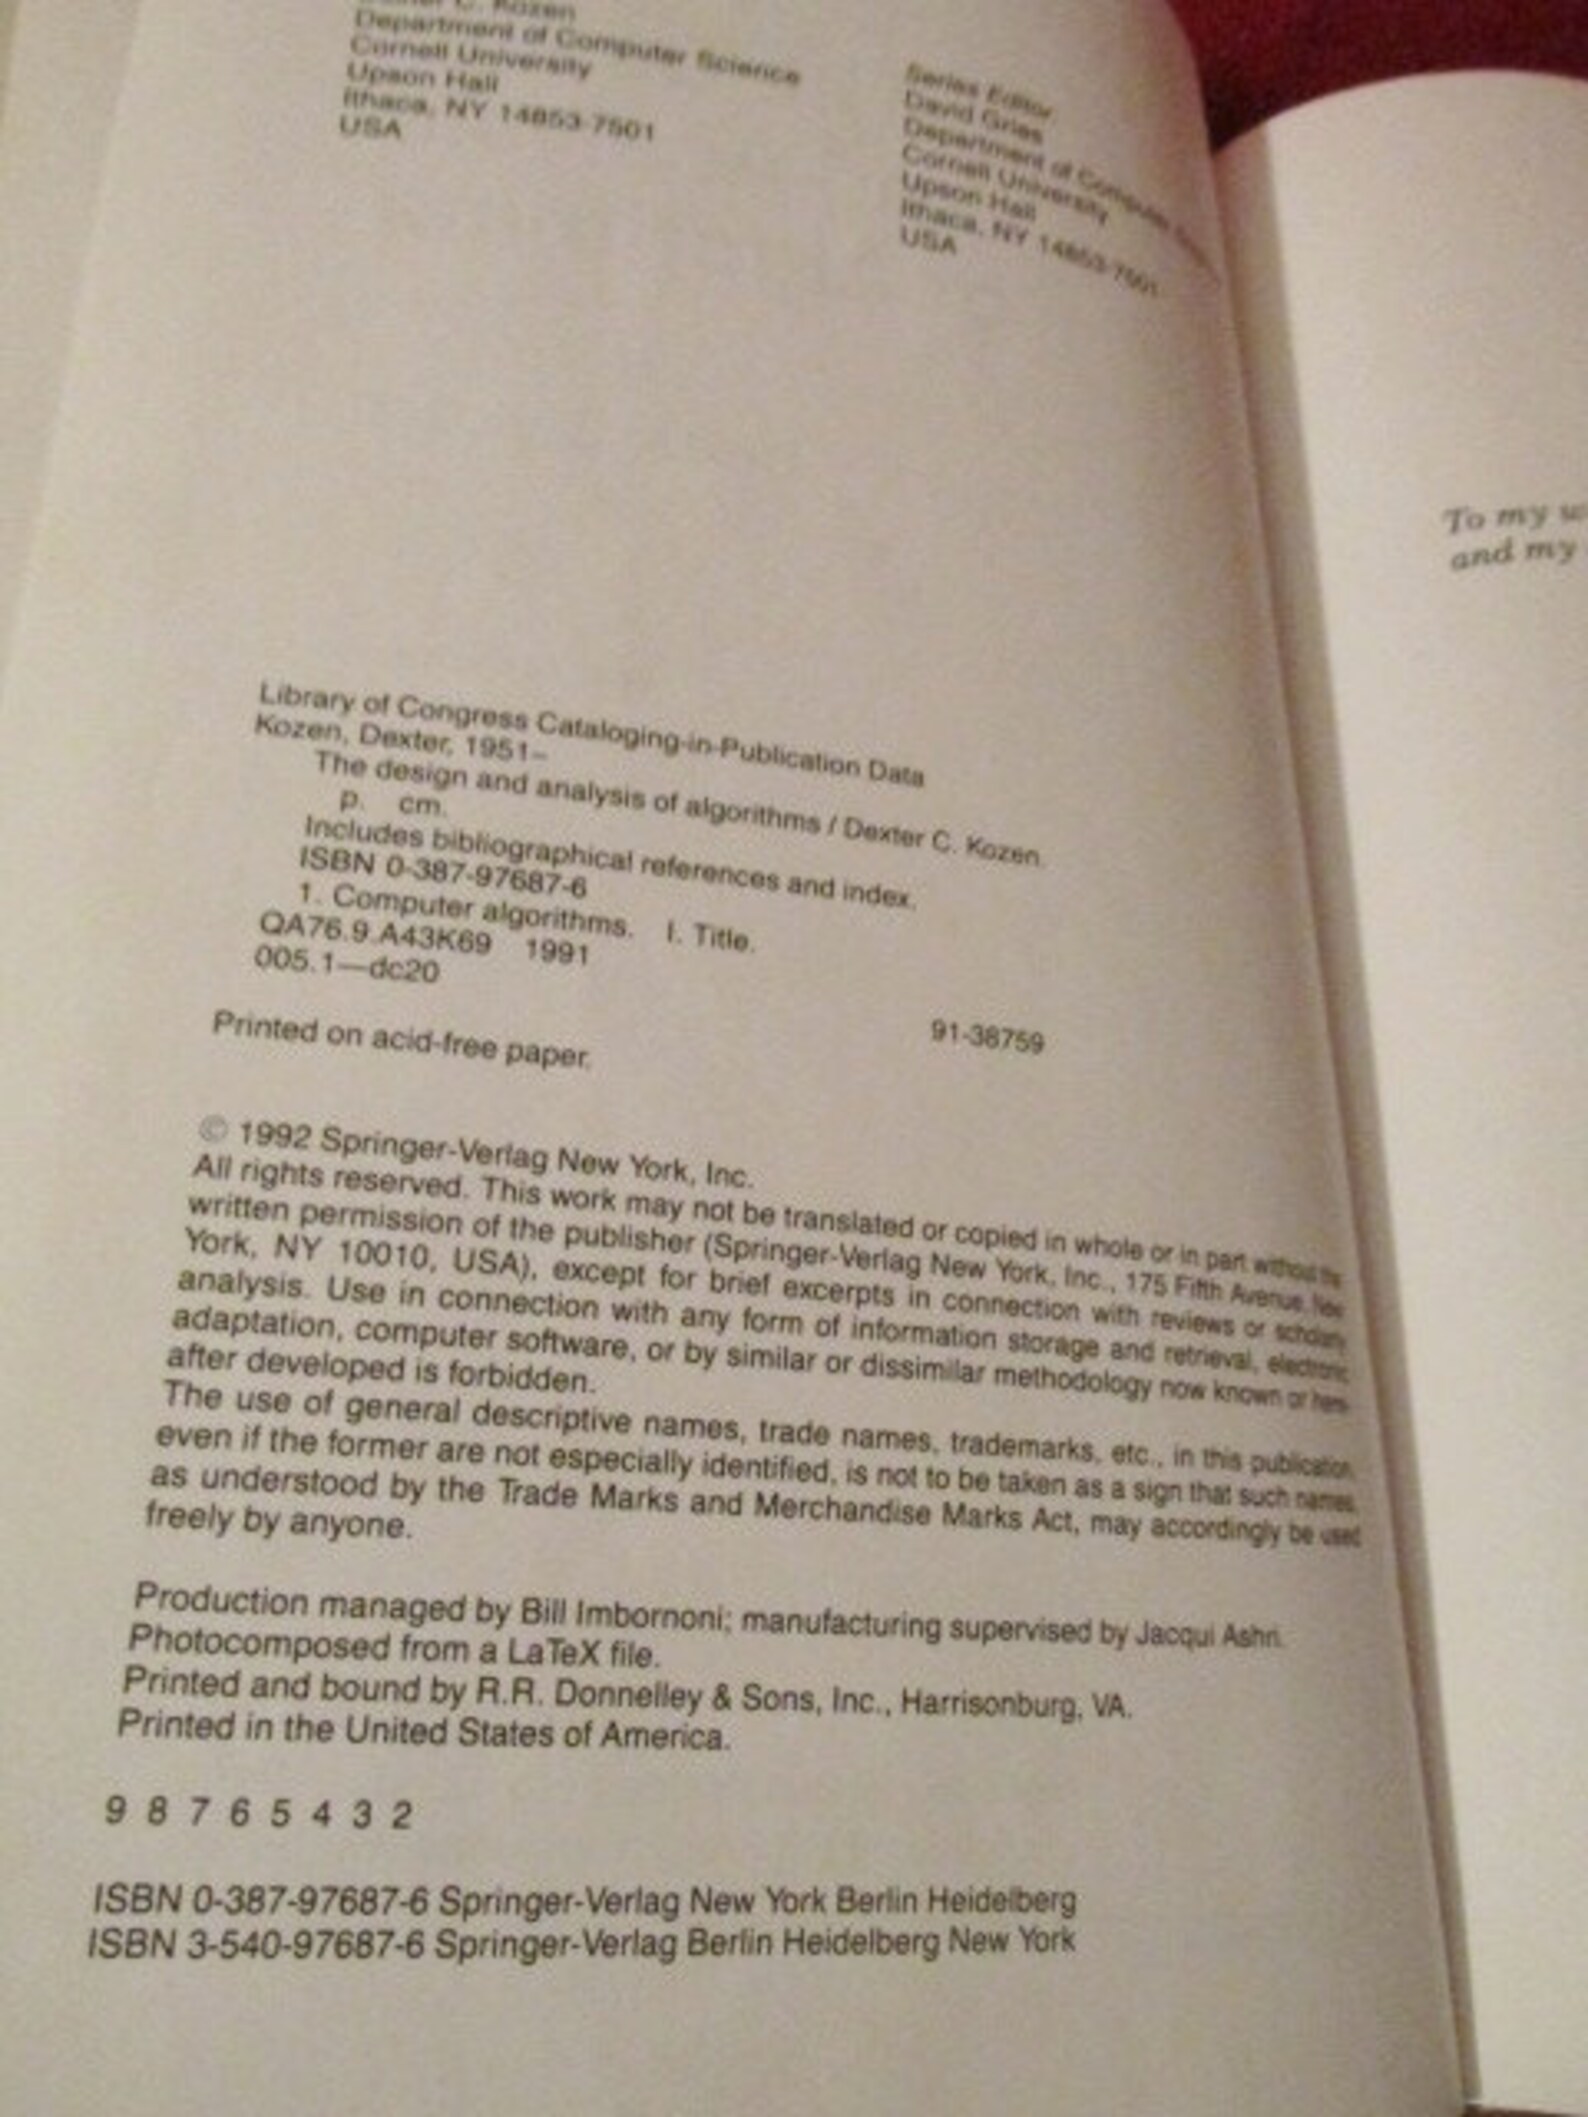 C. Kozen
Department of Computer Science
Cornell University
Upson Hall
Ithaca, NY 14853-7501
USA
Series Editor
David Gries
Department of Computer
Cornell University
Upson Hall
Ithaca, NY 14853-7501
USA
Library of Congress Cataloging-in-Publication Data
Kozen, Dexter, 1951–
The design and analysis of algorithms / Dexter C. Kozen.
p. cm.
Includes bibliographical references and index.
ISBN 0-387-97687-6
1. Computer algorithms. I. Title.
QA76.9.A43K69 1991
005.1—dc20
91-38759
Printed on acid-free paper.
© 1992 Springer-Verlag New York, Inc.
All rights reserved. This work may not be translated or copied in whole or in part without the
written permission of the publisher (Springer-Verlag New York, Inc., 175 Fifth Avenue, New
York, NY 10010, USA), except for brief excerpts in connection with reviews or scholarly
analysis. Use in connection with any form of information storage and retrieval, electronic
adaptation, computer software, or by similar or dissimilar methodology now known or here-
after developed is forbidden.
The use of general descriptive names, trade names, trademarks, etc., in this publication,
even if the former are not especially identified, is not to be taken as a sign that such names,
as understood by the Trade Marks and Merchandise Marks Act, may accordingly be used
freely by anyone.
Production managed by Bill Imbornoni; manufacturing supervised by Jacqui Ashri.
Photocomposed from a LaTeX file.
Printed and bound by R.R. Donnelley & Sons, Inc., Harrisonburg, VA.
Printed in the United States of America.
9 8 7 6 5 4 3 2
ISBN 0-387-97687-6 Springer-Verlag New York Berlin Heidelberg
ISBN 3-540-97687-6 Springer-Verlag Berlin Heidelberg New York
To my
and my